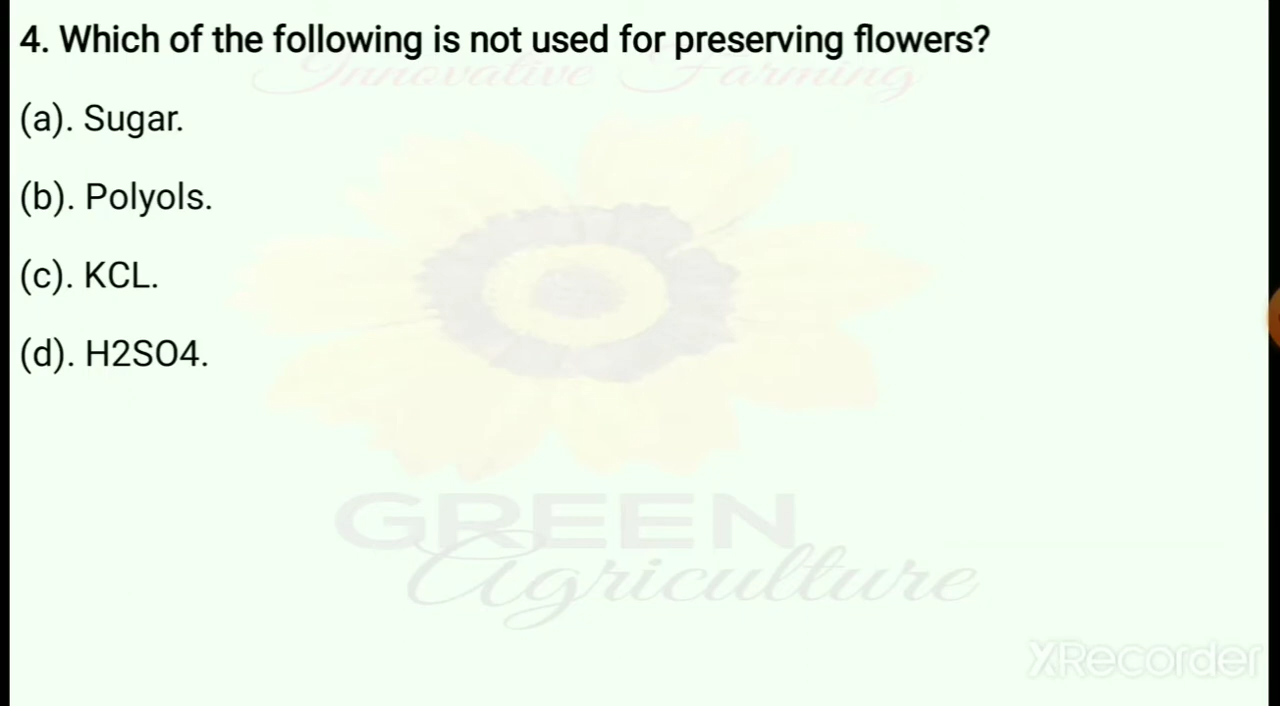 4. Which of the following is not used for preserving flowers?
Innovative Farming
(a). Sugar.
(b). Polyols.
(c). KCL.
(d). H2SO4.
GREEN
Agriculture
XRecorder